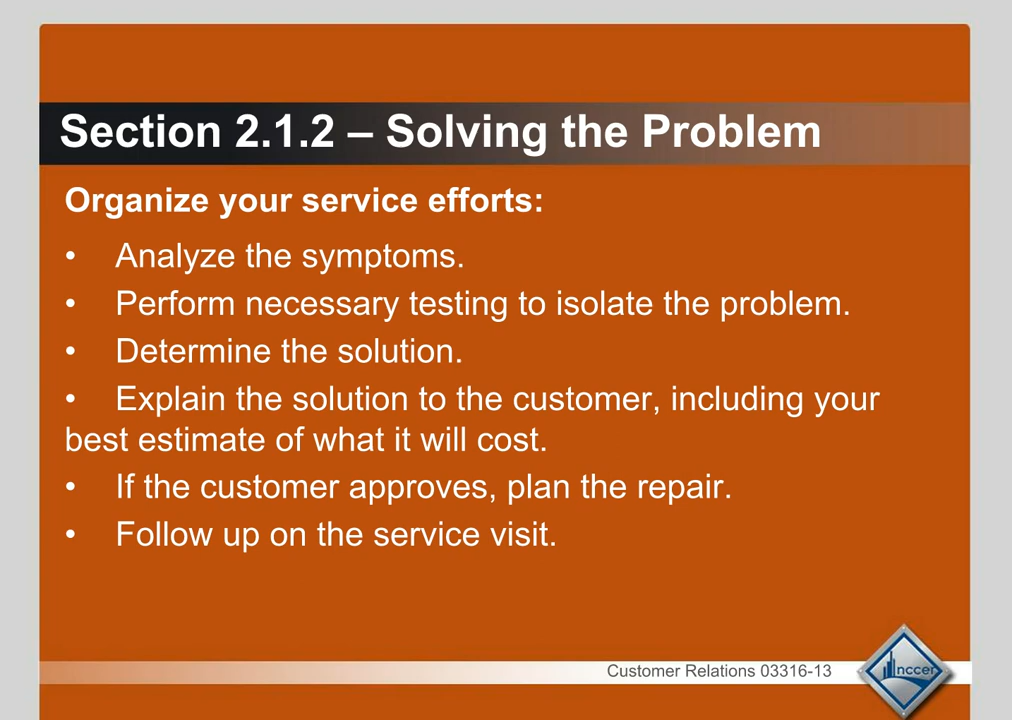 Section 2.1.2 – Solving the Problem
Organize your service efforts:
• Analyze the symptoms.
• Perform necessary testing to isolate the problem.
• Determine the solution.
• Explain the solution to the customer, including your
best estimate of what it will cost.
• If the customer approves, plan the repair.
• Follow up on the service visit.
Customer Relations 03316-13
nccer